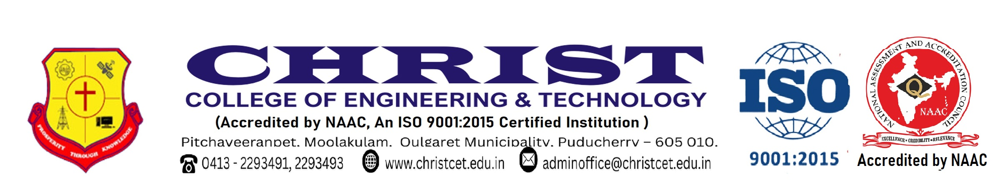 PROSPERITY THROUGH KNOWLEDGE
CHRIST
COLLEGE OF ENGINEERING & TECHNOLOGY
(Accredited by NAAC, An ISO 9001:2015 Certified Institution )
Pitchaveeranpet, Moolakulam, Oulgaret Municipality, Puducherry – 605 010.
0413 - 2293491, 2293493 www.christcet.edu.in adminoffice@christcet.edu.in
ISO
9001:2015
NATIONAL ASSESSMENT AND ACCREDITATION COUNCIL
Q
NAAC
EXCELLENCE * CREDIBILITY * RELEVANCE
Accredited by NAAC